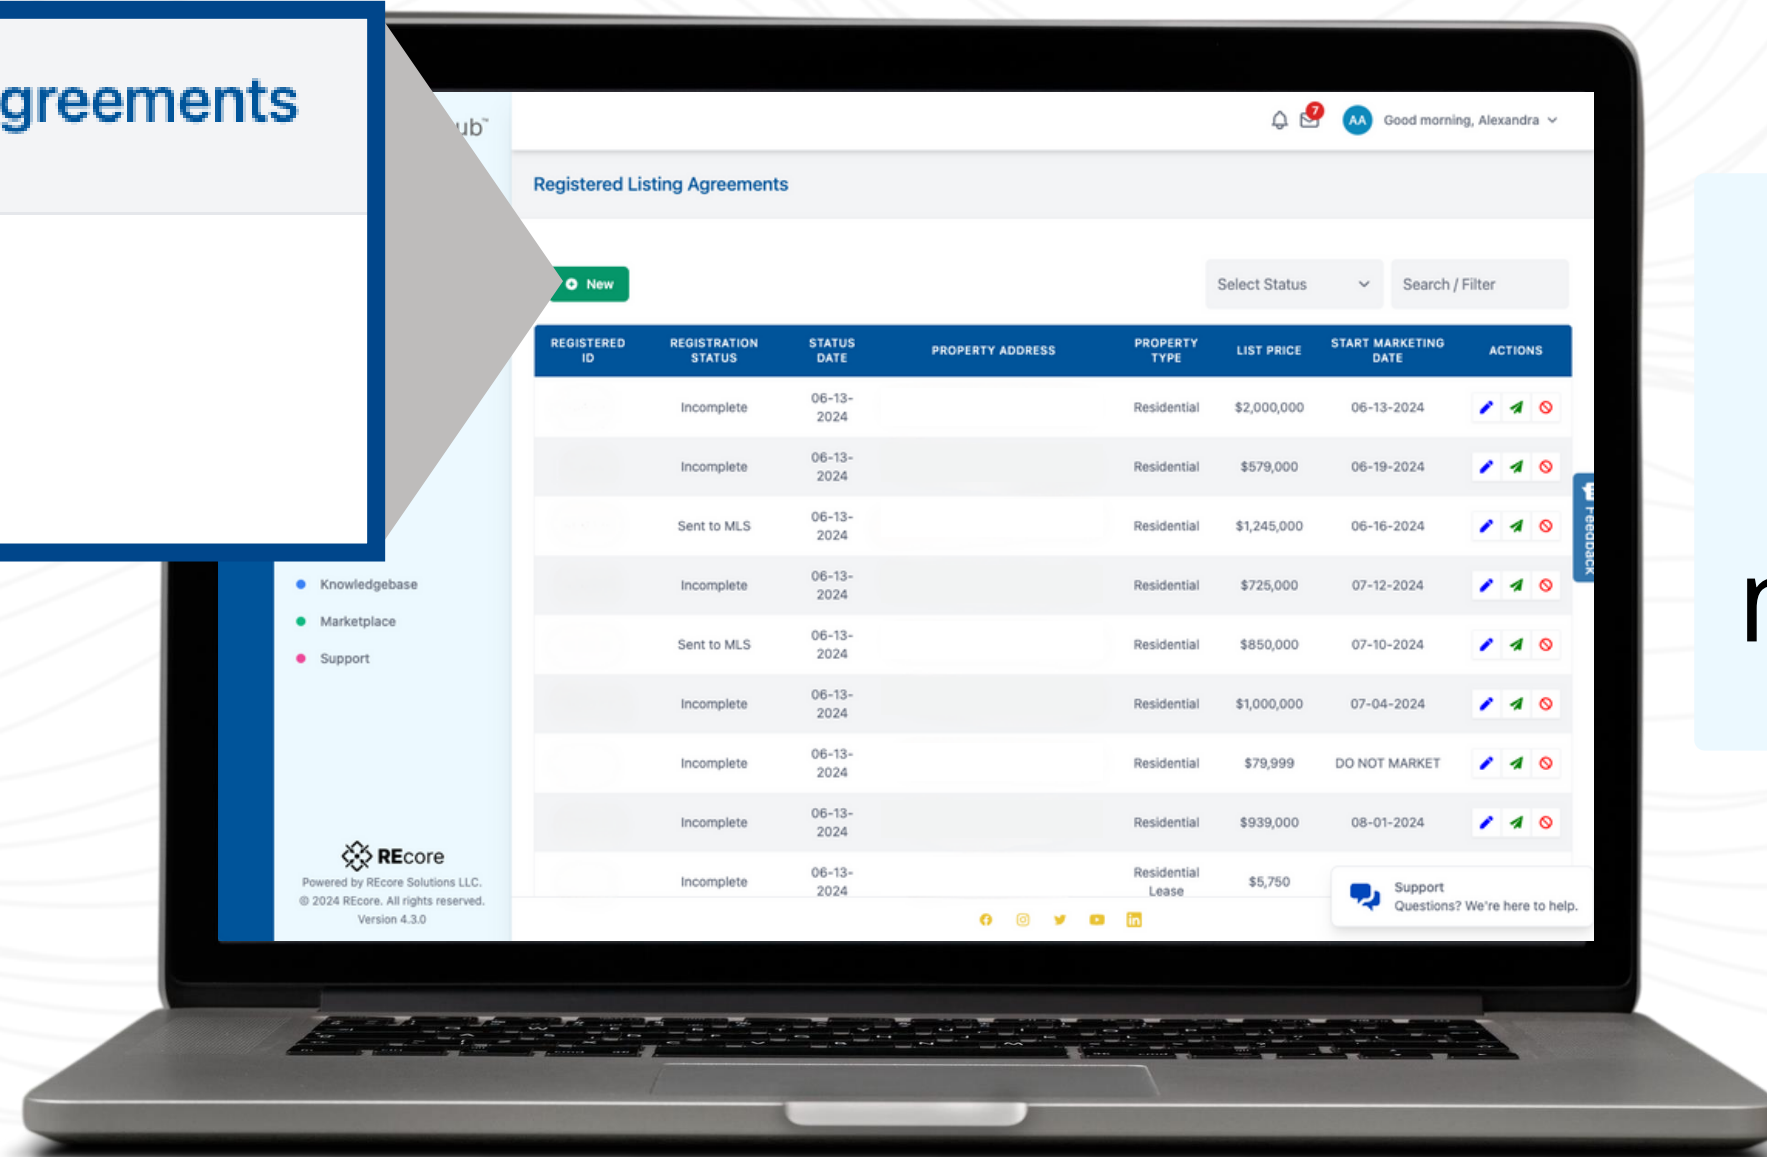 greements
ub™
7
AA
Good morning, Alexandra
Registered Listing Agreements
New
Select Status
Search / Filter
REGISTERED ID
REGISTRATION STATUS
STATUS DATE
PROPERTY ADDRESS
PROPERTY TYPE
LIST PRICE
START MARKETING DATE
ACTIONS
Incomplete 06-13-2024 Residential $2,000,000 06-13-2024
Incomplete 06-13-2024 Residential $579,000 06-19-2024
Sent to MLS 06-13-2024 Residential $1,245,000 06-16-2024
Incomplete 06-13-2024 Residential $725,000 07-12-2024
Sent to MLS 06-13-2024 Residential $850,000 07-10-2024
Incomplete 06-13-2024 Residential $1,000,000 07-04-2024
Incomplete 06-13-2024 Residential $79,999 DO NOT MARKET
Incomplete 06-13-2024 Residential $939,000 08-01-2024
Incomplete 06-13-2024 Residential Lease $5,750
Feedback
Knowledgebase
Marketplace
Support
REcore
Powered by REcore Solutions LLC.
© 2024 REcore. All rights reserved.
Version 4.3.0
in
Support
Questions? We're here to help.